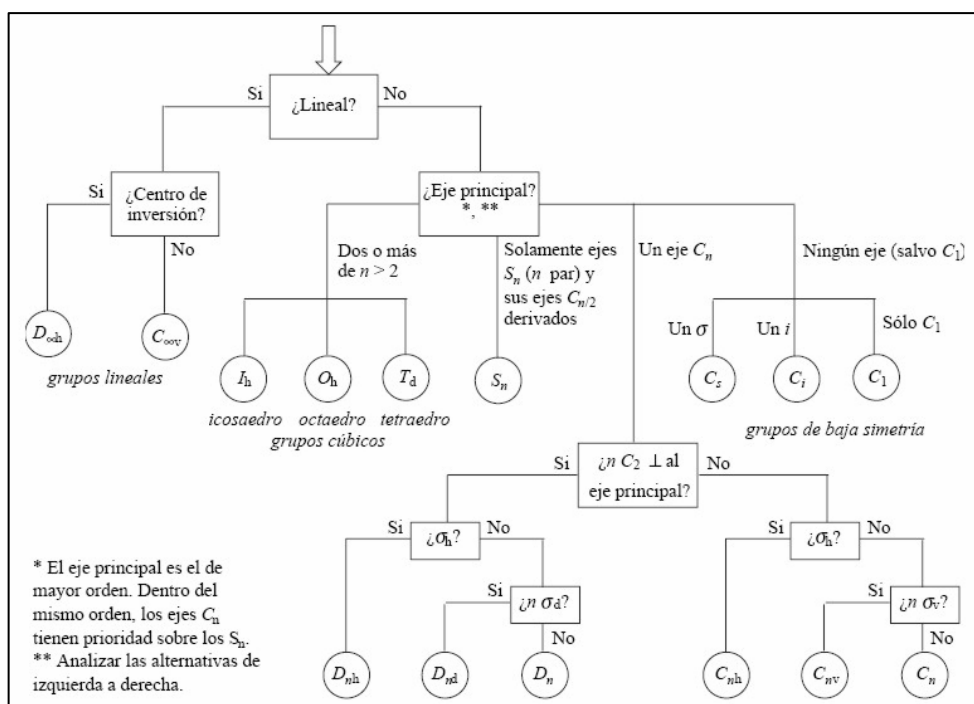 ¿Lineal?
Si
No
¿Centro de
inversión?
Si
No
D∞h
C∞v
grupos lineales
¿Eje principal?
*, **
Dos o más
de n > 2
Solamente ejes
Sn (n par) y
sus ejes Cn/2
derivados
Un eje Cn
Ningún eje (salvo C1)
Ih
Oh
Td
Sn
icosaedro octaedro tetraedro
grupos cúbicos
Un σ
Un i
Sólo C1
Cs
Ci
C1
grupos de baja simetría
¿n C2 ⊥ al
eje principal?
Si
No
¿σh?
Si
No
¿n σd?
Si
No
Dnh
Dnd
Dn
¿σh?
Si
No
¿n σv?
Si
No
Cnh
Cnv
Cn
* El eje principal es el de
mayor orden. Dentro del
mismo orden, los ejes Cn
tienen prioridad sobre los Sn.
** Analizar las alternativas de
izquierda a derecha.